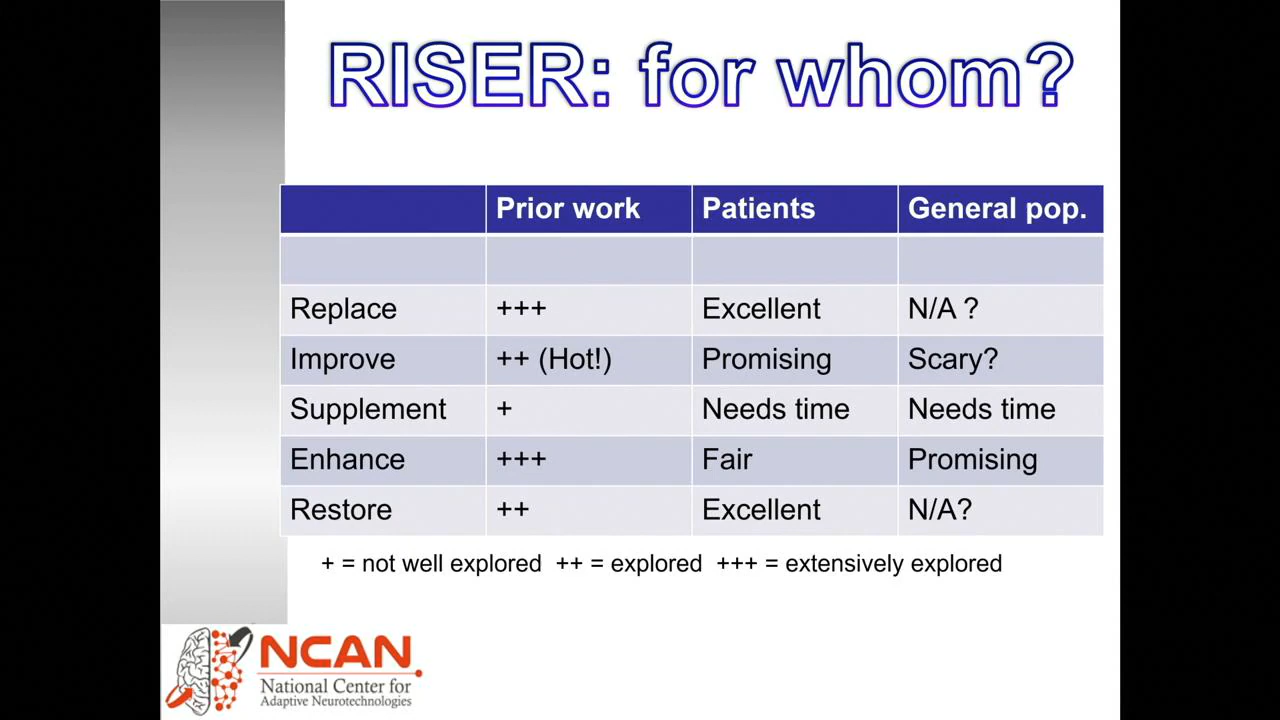 RISER: for whom?
Prior work Patients General pop.
Replace +++ Excellent N/A ?
Improve ++ (Hot!) Promising Scary?
Supplement + Needs time Needs time
Enhance +++ Fair Promising
Restore ++ Excellent N/A?
+ = not well explored ++ = explored +++ = extensively explored
NCAN
National Center for
Adaptive Neurotechnologies